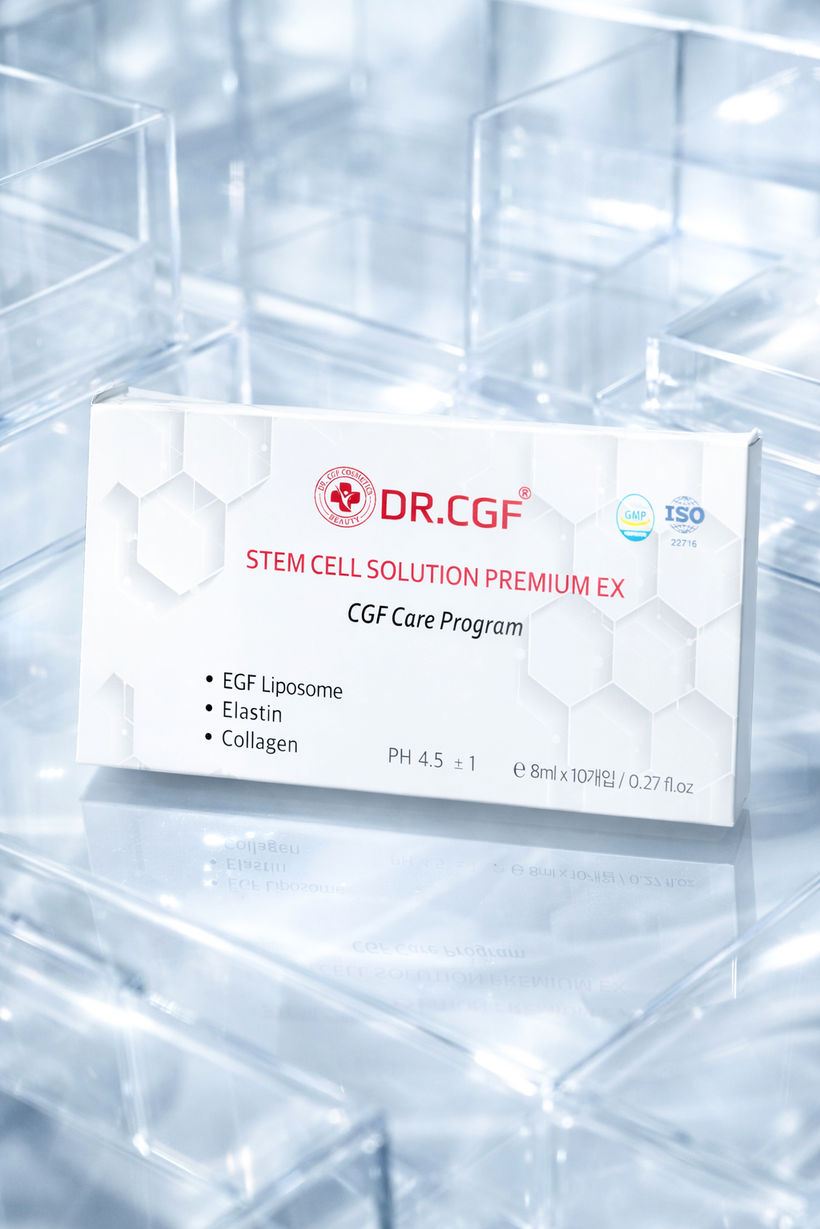 DR. CGF COSMETICS
BEAUTY
DR.CGF®
GMP
ISO
22716
STEM CELL SOLUTION PREMIUM EX
CGF Care Program
• EGF Liposome
• Elastin
• Collagen
PH 4.5 ± 1
℮ 8ml x 10개입 / 0.27 fl.oz